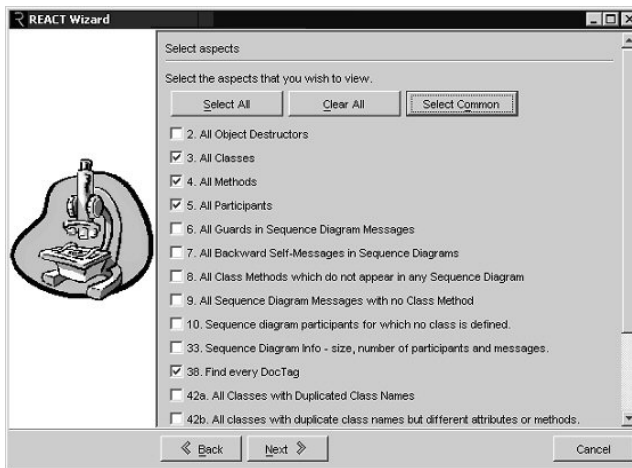 REACT Wizard
Select aspects
Select the aspects that you wish to view.
Select All Clear All Select Common
2. All Object Destructors
3. All Classes
4. All Methods
5. All Participants
6. All Guards in Sequence Diagram Messages
7. All Backward Self-Messages in Sequence Diagrams
8. All Class Methods which do not appear in any Sequence Diagram
9. All Sequence Diagram Messages with no Class Method
10. Sequence diagram participants for which no class is defined.
33. Sequence Diagram Info - size, number of participants and messages.
38. Find every DocTag
42a. All Classes with Duplicated Class Names
42b. All classes with duplicate class names but different attributes or methods.
Back Next Cancel